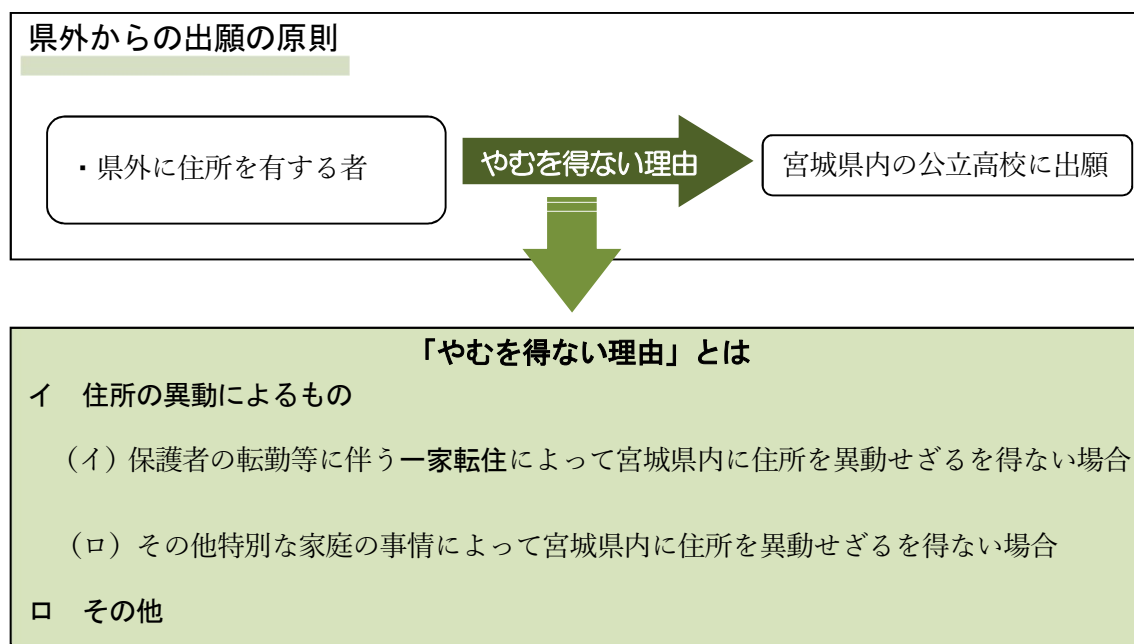 県外からの出願の原則
・県外に住所を有する者
やむを得ない理由
宮城県内の公立高校に出願
「やむを得ない理由」とは
イ　住所の異動によるもの
（イ）保護者の転勤等に伴う一家転住によって宮城県内に住所を異動せざるを得ない場合
（ロ）その他特別な家庭の事情によって宮城県内に住所を異動せざるを得ない場合
ロ　その他